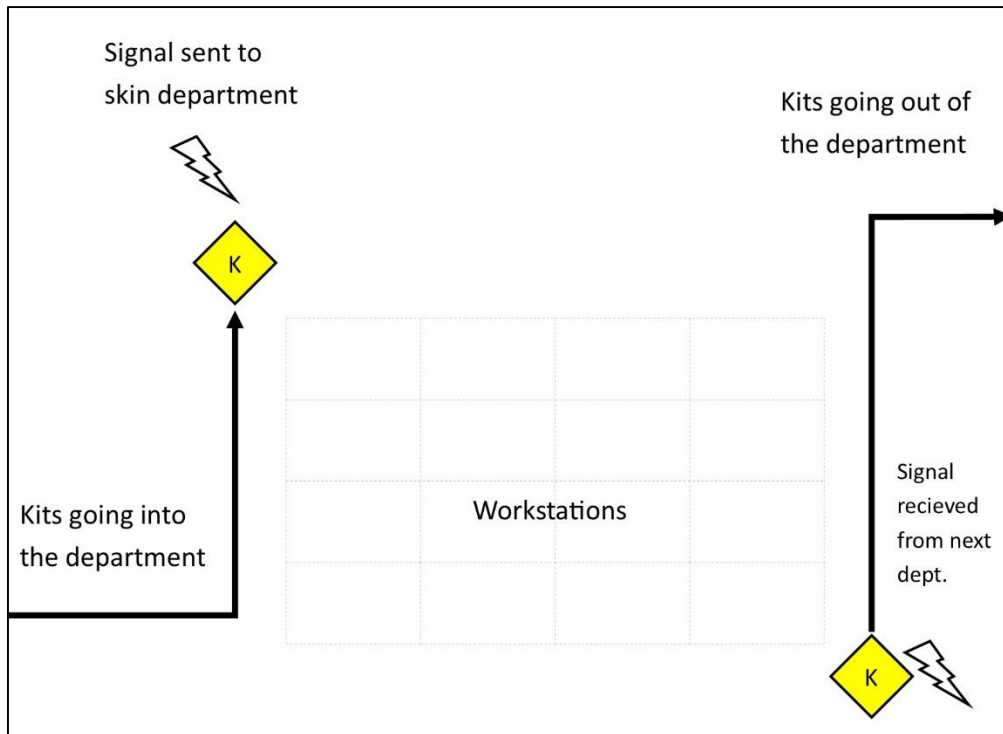 Signal sent to
skin department
K
Kits going into
the department
Workstations
Kits going out of
the department
Signal
recieved
from next
dept.
K